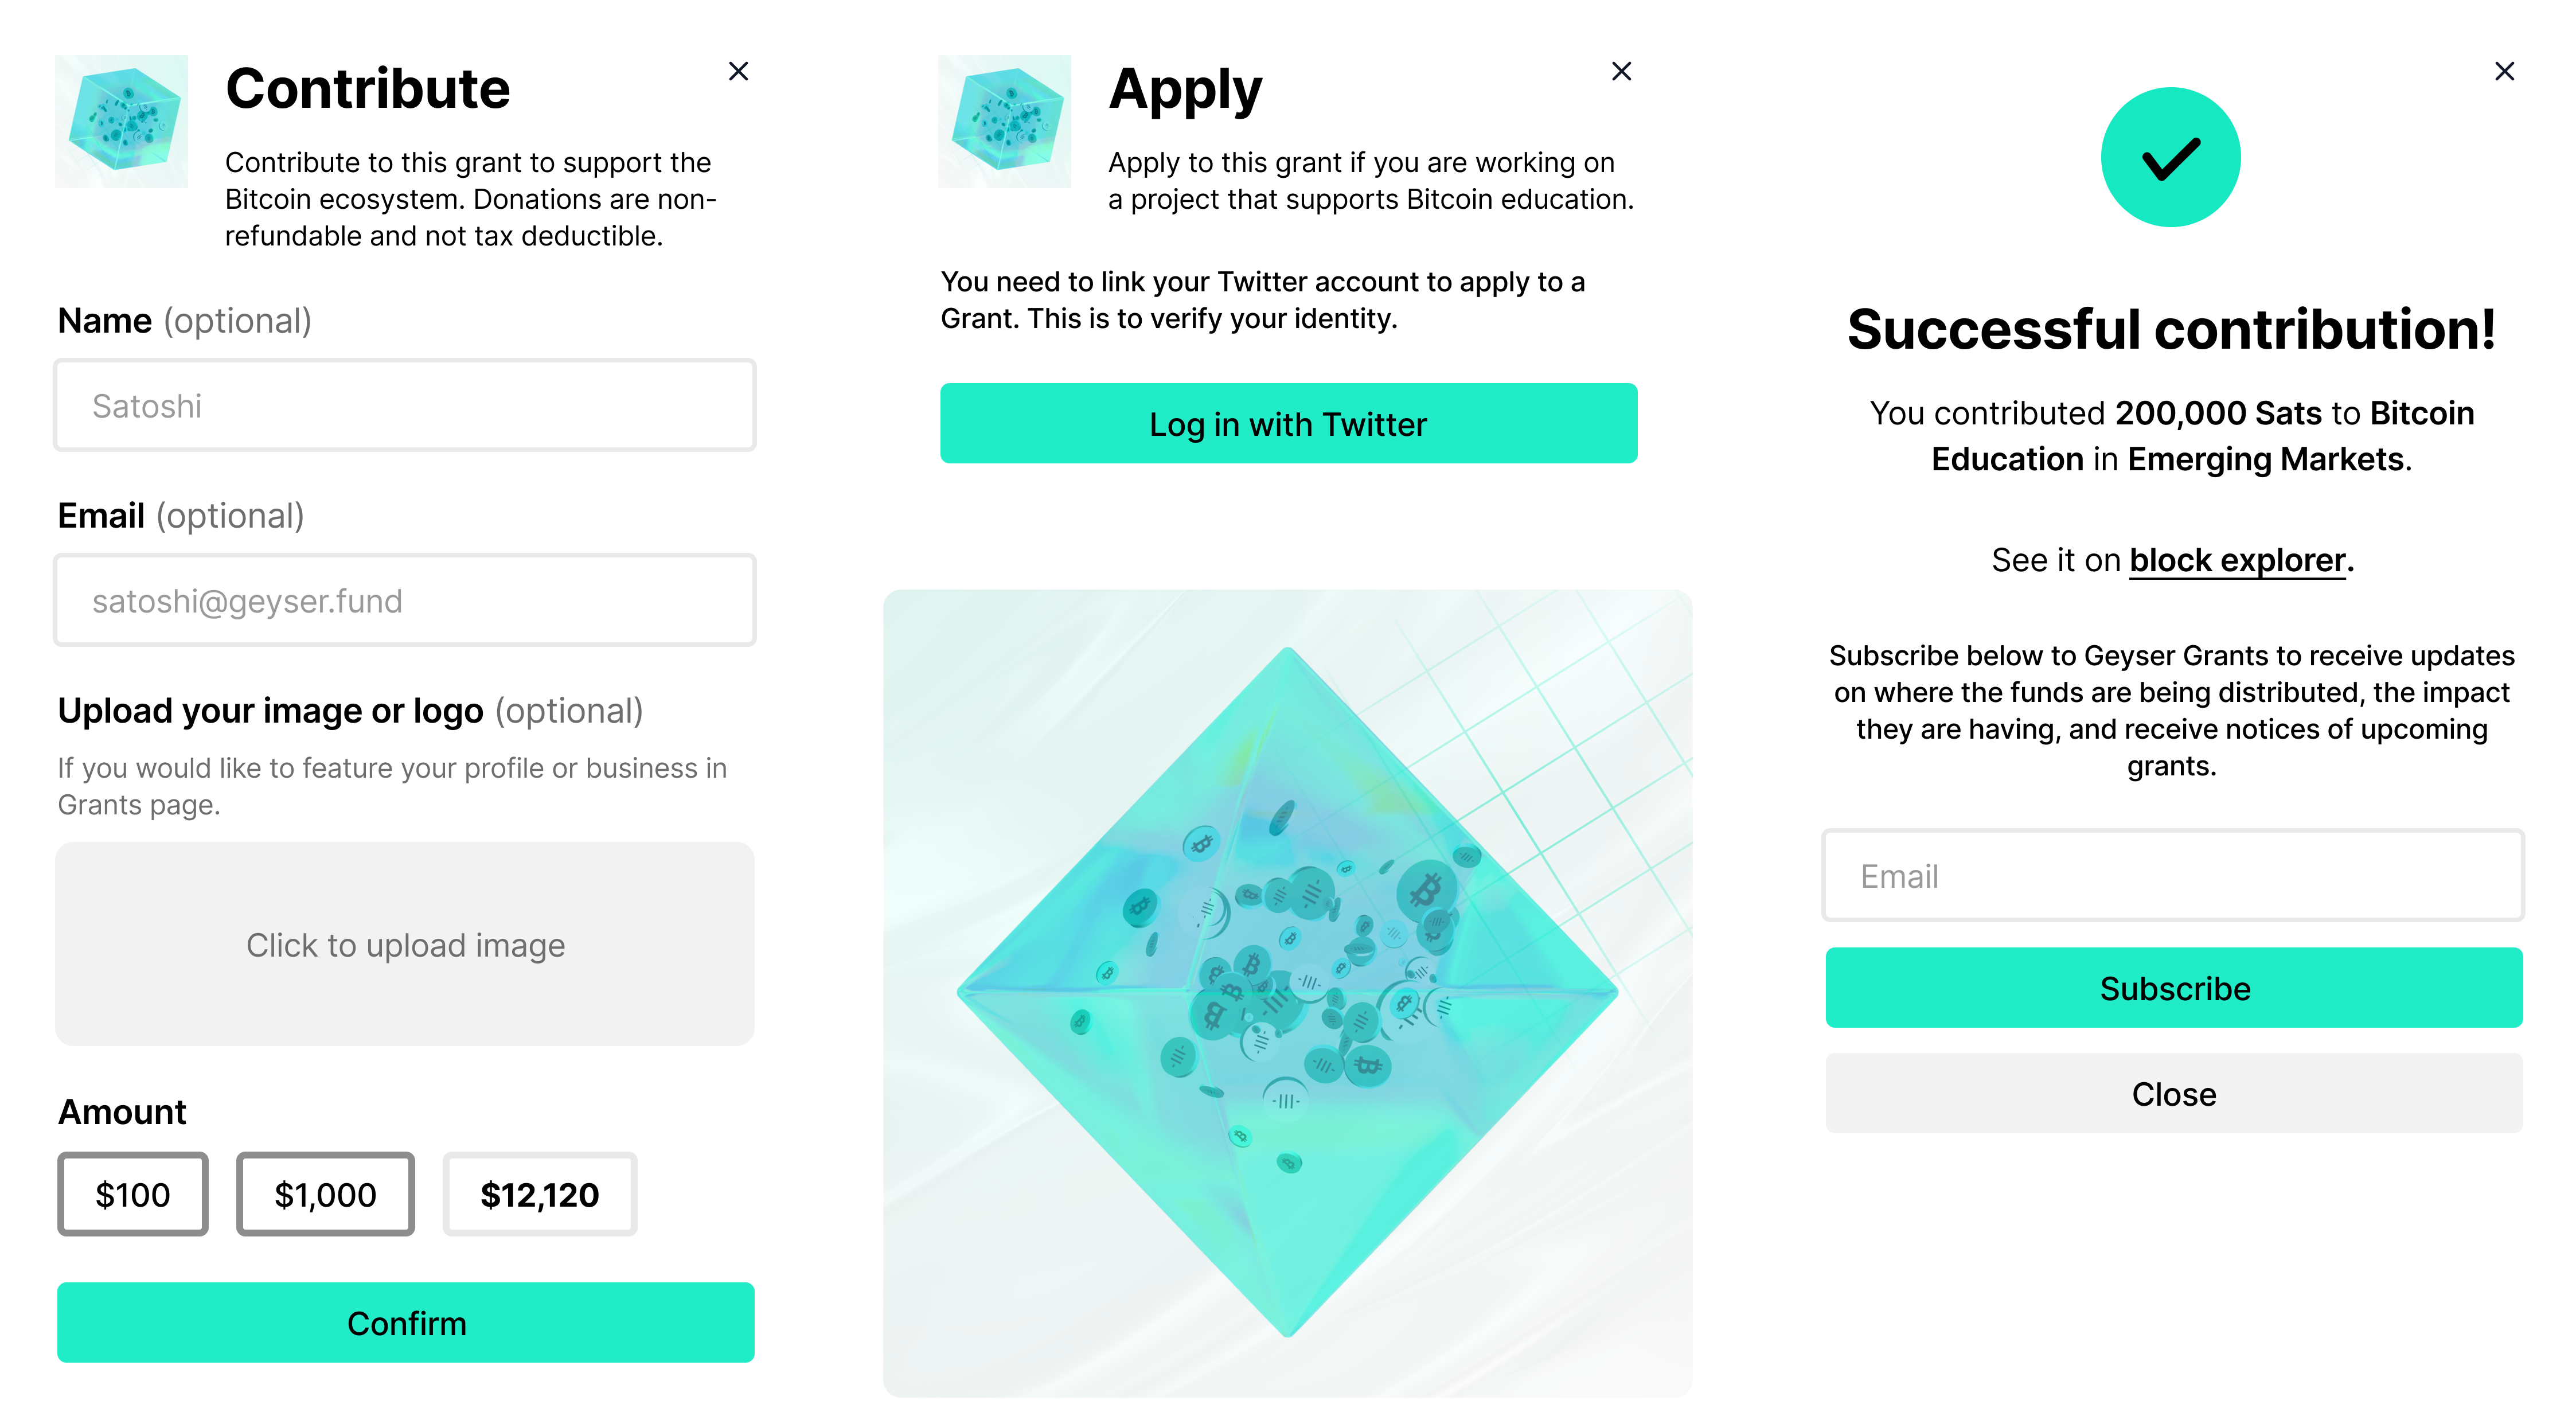 Contribute
Contribute to this grant to support the
Bitcoin ecosystem. Donations are non-
refundable and not tax deductible.
Name (optional)
Satoshi
Email (optional)
satoshi@geyser.fund
Upload your image or logo (optional)
If you would like to feature your profile or business in
Grants page.
Click to upload image
Amount
$100
$1,000
$12,120
Confirm
Apply
Apply to this grant if you are working on
a project that supports Bitcoin education.
You need to link your Twitter account to apply to a
Grant. This is to verify your identity.
Log in with Twitter
Successful contribution!
You contributed 200,000 Sats to Bitcoin
Education in Emerging Markets.
See it on block explorer.
Subscribe below to Geyser Grants to receive updates
on where the funds are being distributed, the impact
they are having, and receive notices of upcoming
grants.
Email
Subscribe
Close